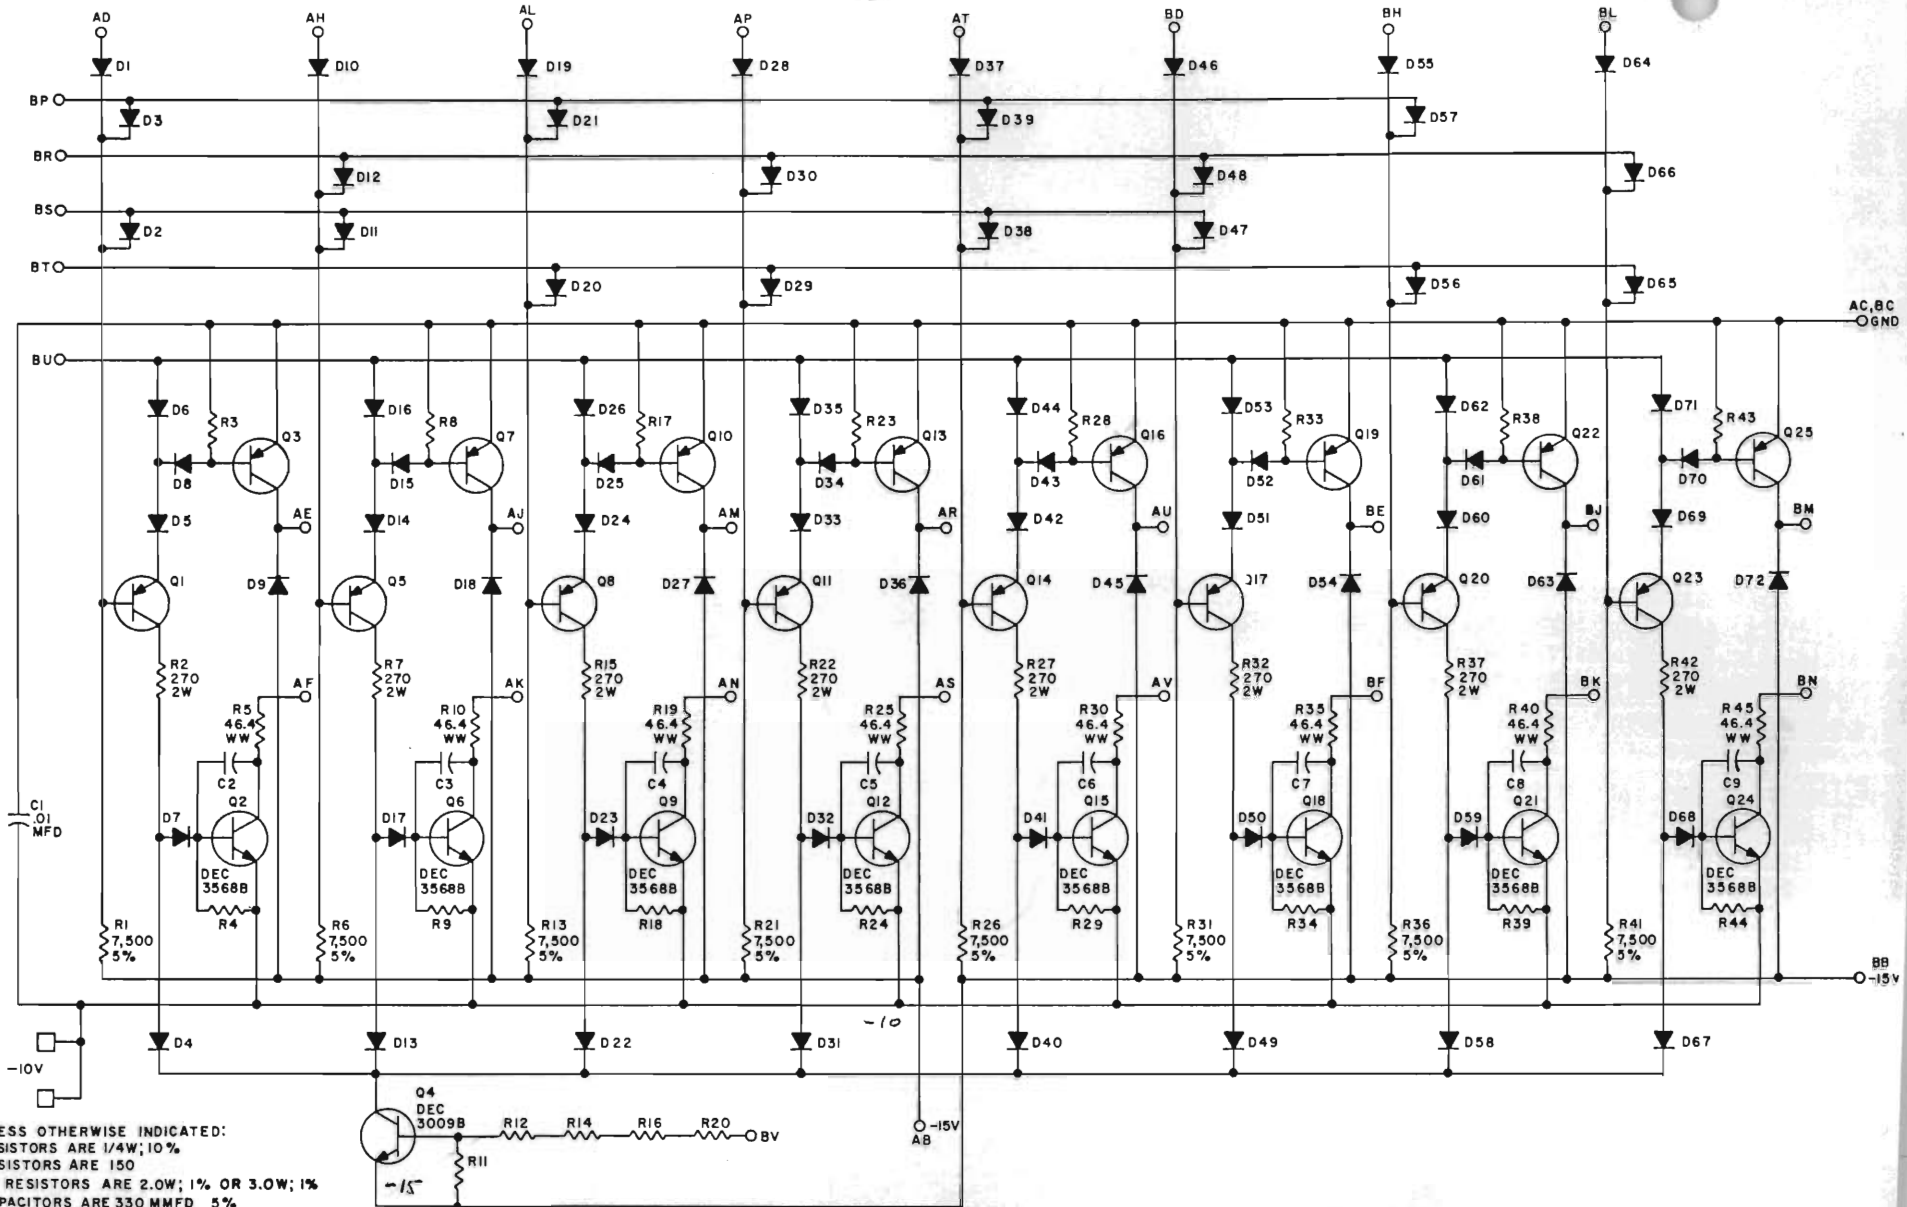 AD AH AL AP AT BD BH BL
D1 D10 D19 D28 D37 D46 D55 D64
BP D3 D21 D39 D57
BR D12 D30 D48 D66
BS D2 D11 D38 D47
BT D20 D29 D56 D65
AC,BC
GND
BU
D6 R3 Q3 D16 R8 Q7 D26 R17 Q10 D35 R23 Q13 D44 R28 Q16 D53 R33 Q19 D62 R38 Q22 D71 R43 Q25
D8 D15 D25 D34 D43 D52 D61 D70
D5 AE D14 AJ D24 AM D33 AR D42 AU D51 BE D60 BJ D69 BM
Q1 D9 Q5 D18 Q8 D27 Q11 D36 Q14 D45 Q17 D54 Q20 D63 Q23 D72
R2 R7 R15 R22 R27 R32 R37 R42
270 270 270 270 270 270 270 270
2W 2W 2W 2W 2W 2W 2W 2W
AF AK AN AS AV BF BK BN
R5 R10 R19 R25 R30 R35 R40 R45
46.4 46.4 46.4 46.4 46.4 46.4 46.4 46.4
WW WW WW WW WW WW WW WW
C2 C3 C4 C5 C6 C7 C8 C9
C1
.01
MFD
D7 Q2 D17 Q6 D23 Q9 D32 Q12 D41 Q15 D50 Q18 D59 Q21 D68 Q24
DEC DEC DEC DEC DEC DEC DEC DEC
3568B 3568B 3568B 3568B 3568B 3568B 3568B 3568B
R4 R9 R18 R24 R29 R34 R39 R44
R1 R6 R13 R21 R26 R31 R36 R41
7,500 7,500 7,500 7,500 7,500 7,500 7,500 7,500
5% 5% 5% 5% 5% 5% 5% 5%
BB
-15V
-10
D4 D13 D22 D31 D40 D49 D58 D67
-10V
Q4
DEC
3009B
R12 R14 R16 R20 BV
R11
-15
-15V
AB
ESS OTHERWISE INDICATED:
SISTORS ARE 1/4W; 10%
SISTORS ARE 150
RESISTORS ARE 2.0W; 1% OR 3.0W; 1%
PACITORS ARE 330 MMFD 5%